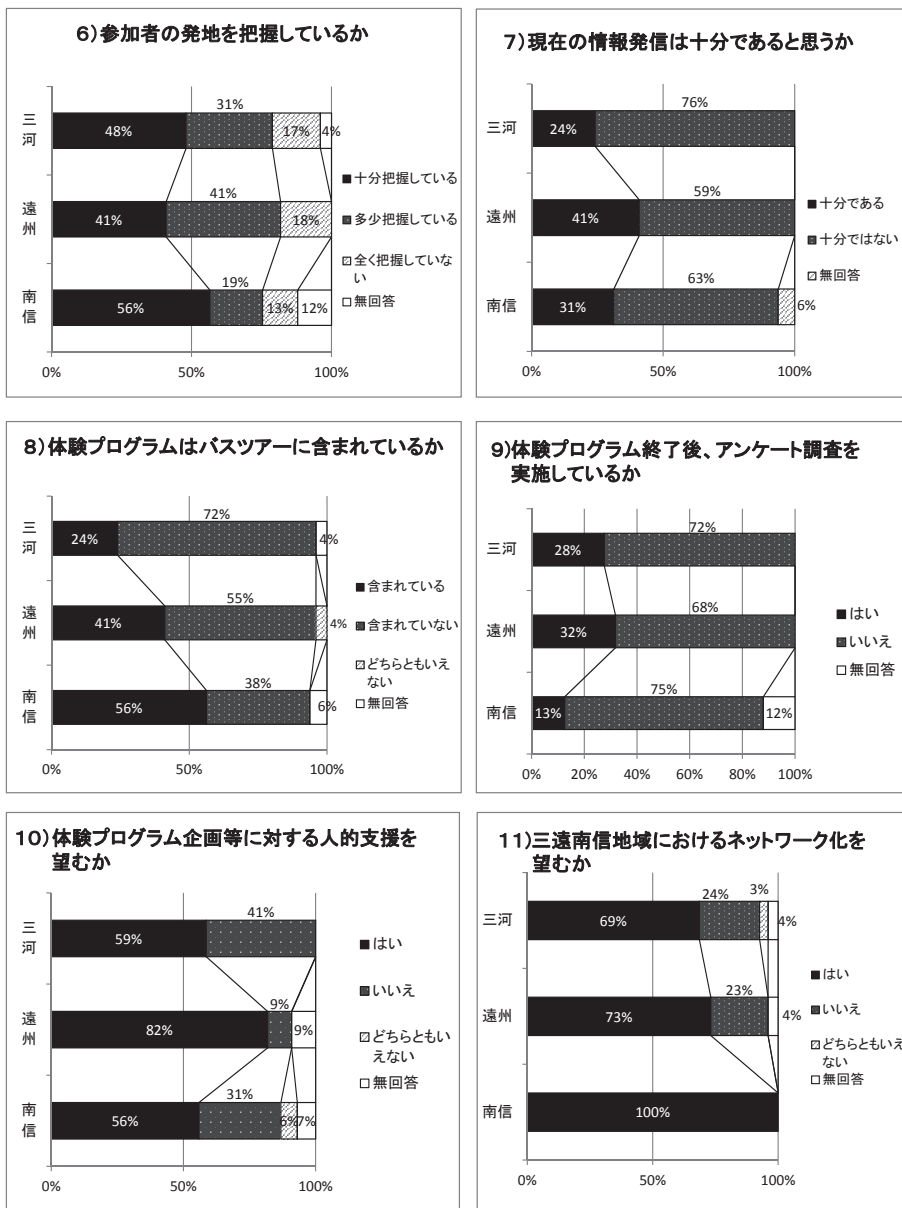 6)参加者の発地を把握しているか
三河
48%
31%
17%
4%
遠州
41%
41%
18%
南信
56%
19%
13%
12%
0%
50%
100%
■十分把握している
■多少把握している
全く把握していな
い
□無回答
7)現在の情報発信は十分であると思うか
三河
24%
76%
遠州
41%
59%
南信
31%
63%
6%
0%
50%
100%
■十分である
■十分ではない
無回答
8)体験プログラムはバスツアーに含まれているか
三河
24%
72%
4%
遠州
41%
55%
4%
南信
56%
38%
6%
0%
50%
100%
■含まれている
■含まれていない
どちらともいえ
ない
□無回答
9)体験プログラム終了後、アンケート調査を
実施しているか
三河
28%
72%
遠州
32%
68%
南信
13%
75%
12%
0%
20%
40%
60%
80%
100%
■はい
■いいえ
□無回答
10)体験プログラム企画等に対する人的支援を
望むか
三河
59%
41%
遠州
82%
9%
9%
南信
56%
31%
6%
7%
0%
50%
100%
■はい
■いいえ
どちらともい
えない
□無回答
11)三遠南信地域におけるネットワーク化を
望むか
三河
69%
24%
3%
4%
遠州
73%
23%
4%
南信
100%
0%
50%
100%
■はい
■いいえ
どちらともいえ
ない
□無回答